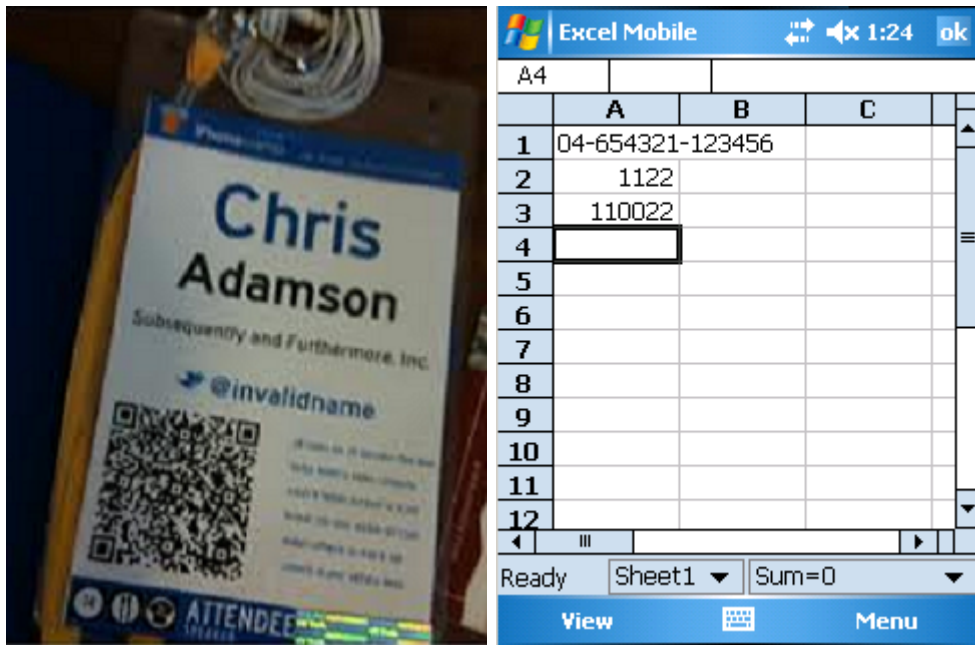 Chris
Adamson
Subsequently and Furthermore, Inc.
@invalidname
ATTENDEE
SPEAKER
Excel Mobile 1:24 ok
A4
A B C
1 04-654321-123456
2 1122
3 110022
4
5
6
7
8
9
10
11
12
Ready Sheet1 Sum=0
View Menu